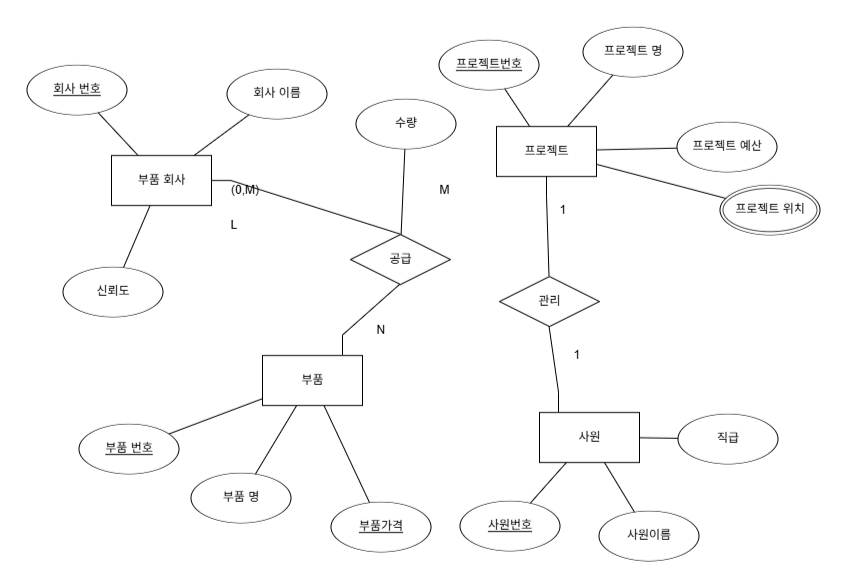 프로젝트 명
프로젝트번호
회사 번호
회사 이름
수량
프로젝트
프로젝트 예산
부품 회사
(0,M)
M
프로젝트 위치
1
L
공급
신뢰도
관리
N
1
부품
사원
직급
부품 번호
부품 명
부품가격
사원번호
사원이름